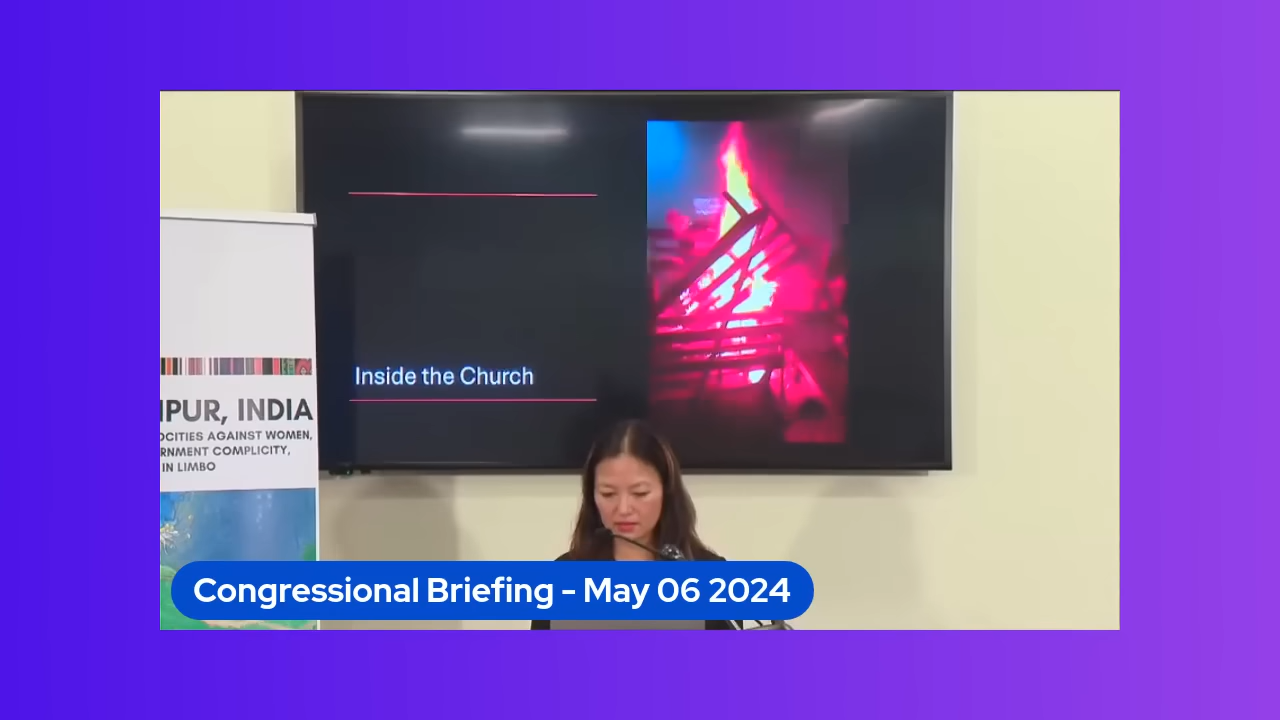 Inside the Church
IPUR, INDIA
OCITIES AGAINST WOMEN,
RNMENT COMPLICITY,
IN LIMBO
Congressional Briefing - May 06 2024